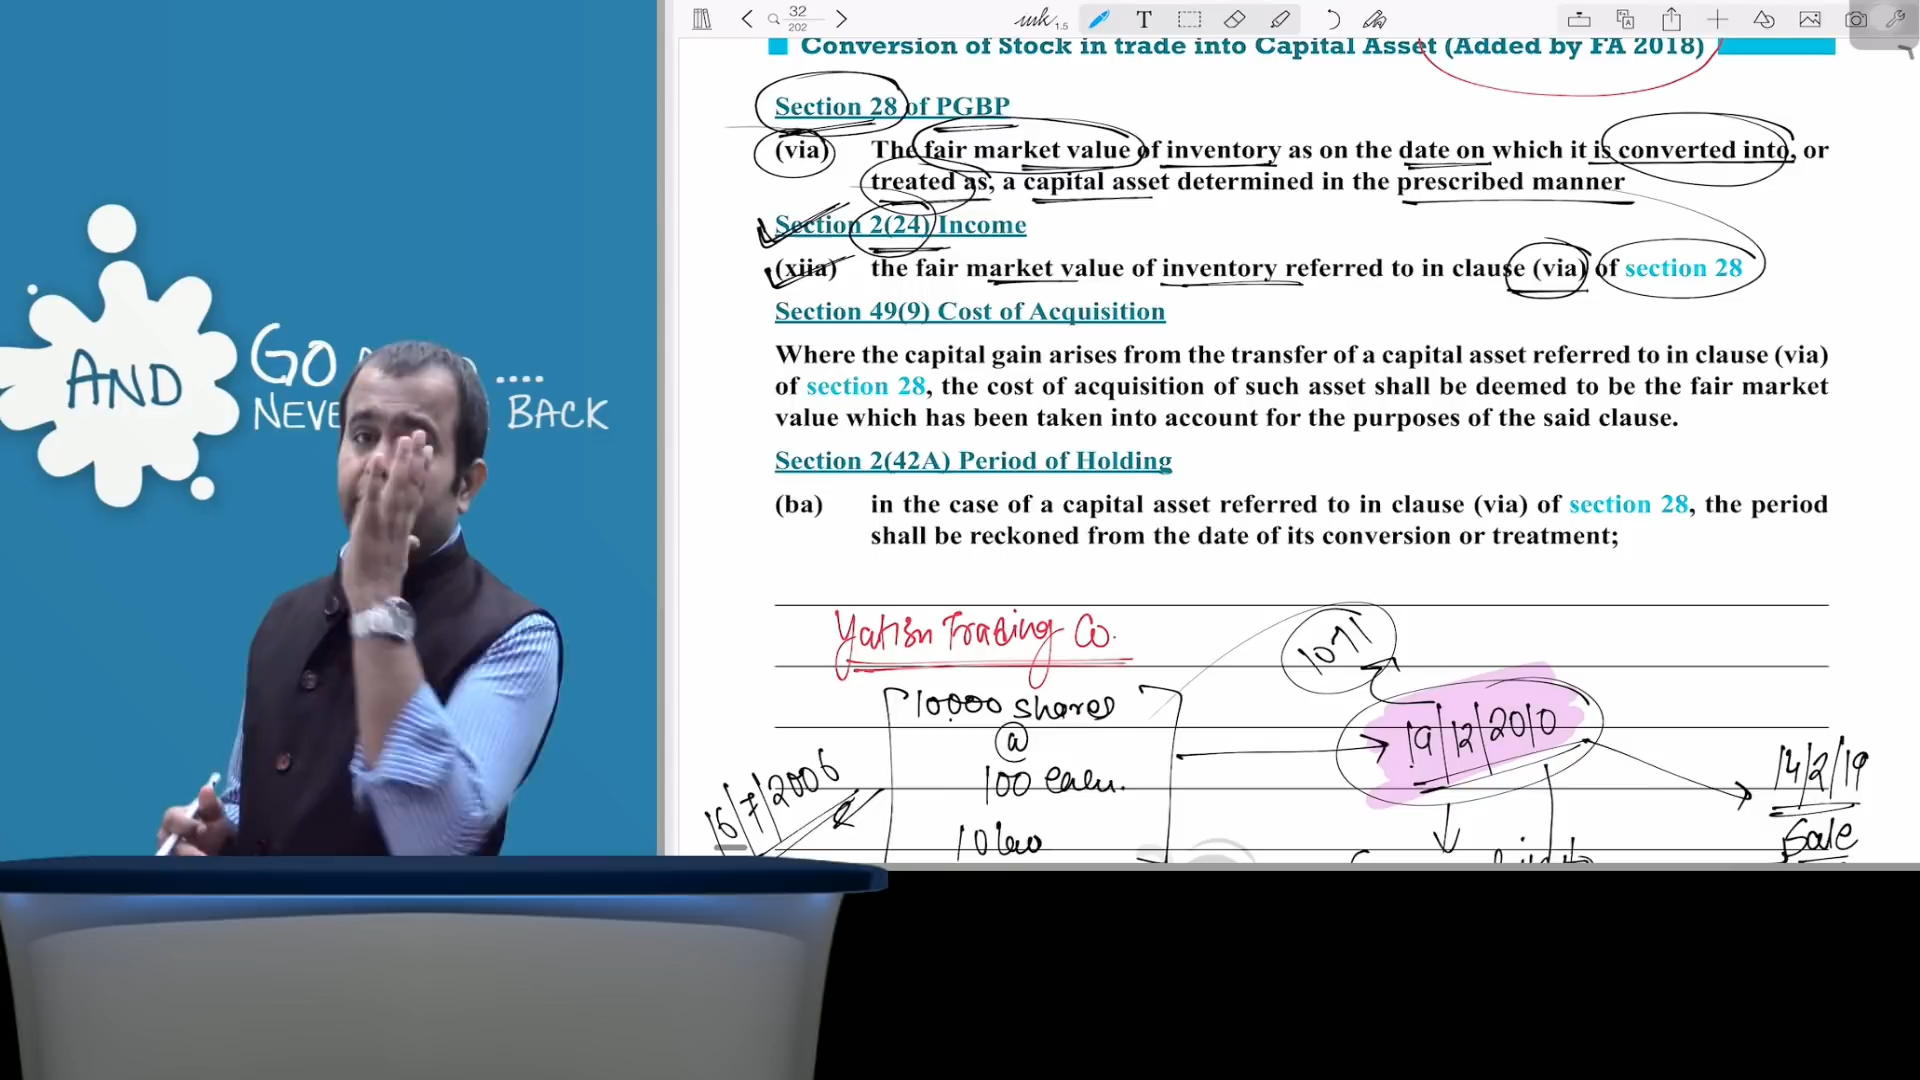 32
202
ink 1.5
T
Conversion of Stock in trade into Capital Asset (Added by FA 2018)
Section 28 of PGBP
(via) The fair market value of inventory as on the date on which it is converted into, or
treated as, a capital asset determined in the prescribed manner
Section 2(24) Income
(xiia) the fair market value of inventory referred to in clause (via) of section 28
Section 49(9) Cost of Acquisition
Where the capital gain arises from the transfer of a capital asset referred to in clause (via)
of section 28, the cost of acquisition of such asset shall be deemed to be the fair market
value which has been taken into account for the purposes of the said clause.
Section 2(42A) Period of Holding
(ba) in the case of a capital asset referred to in clause (via) of section 28, the period
shall be reckoned from the date of its conversion or treatment;
Trading Co.
10,000 shares
@
100 each.
16/7/2006
19/12/2010
14/2/19
Sale
AND
GO
NEVE
BACK